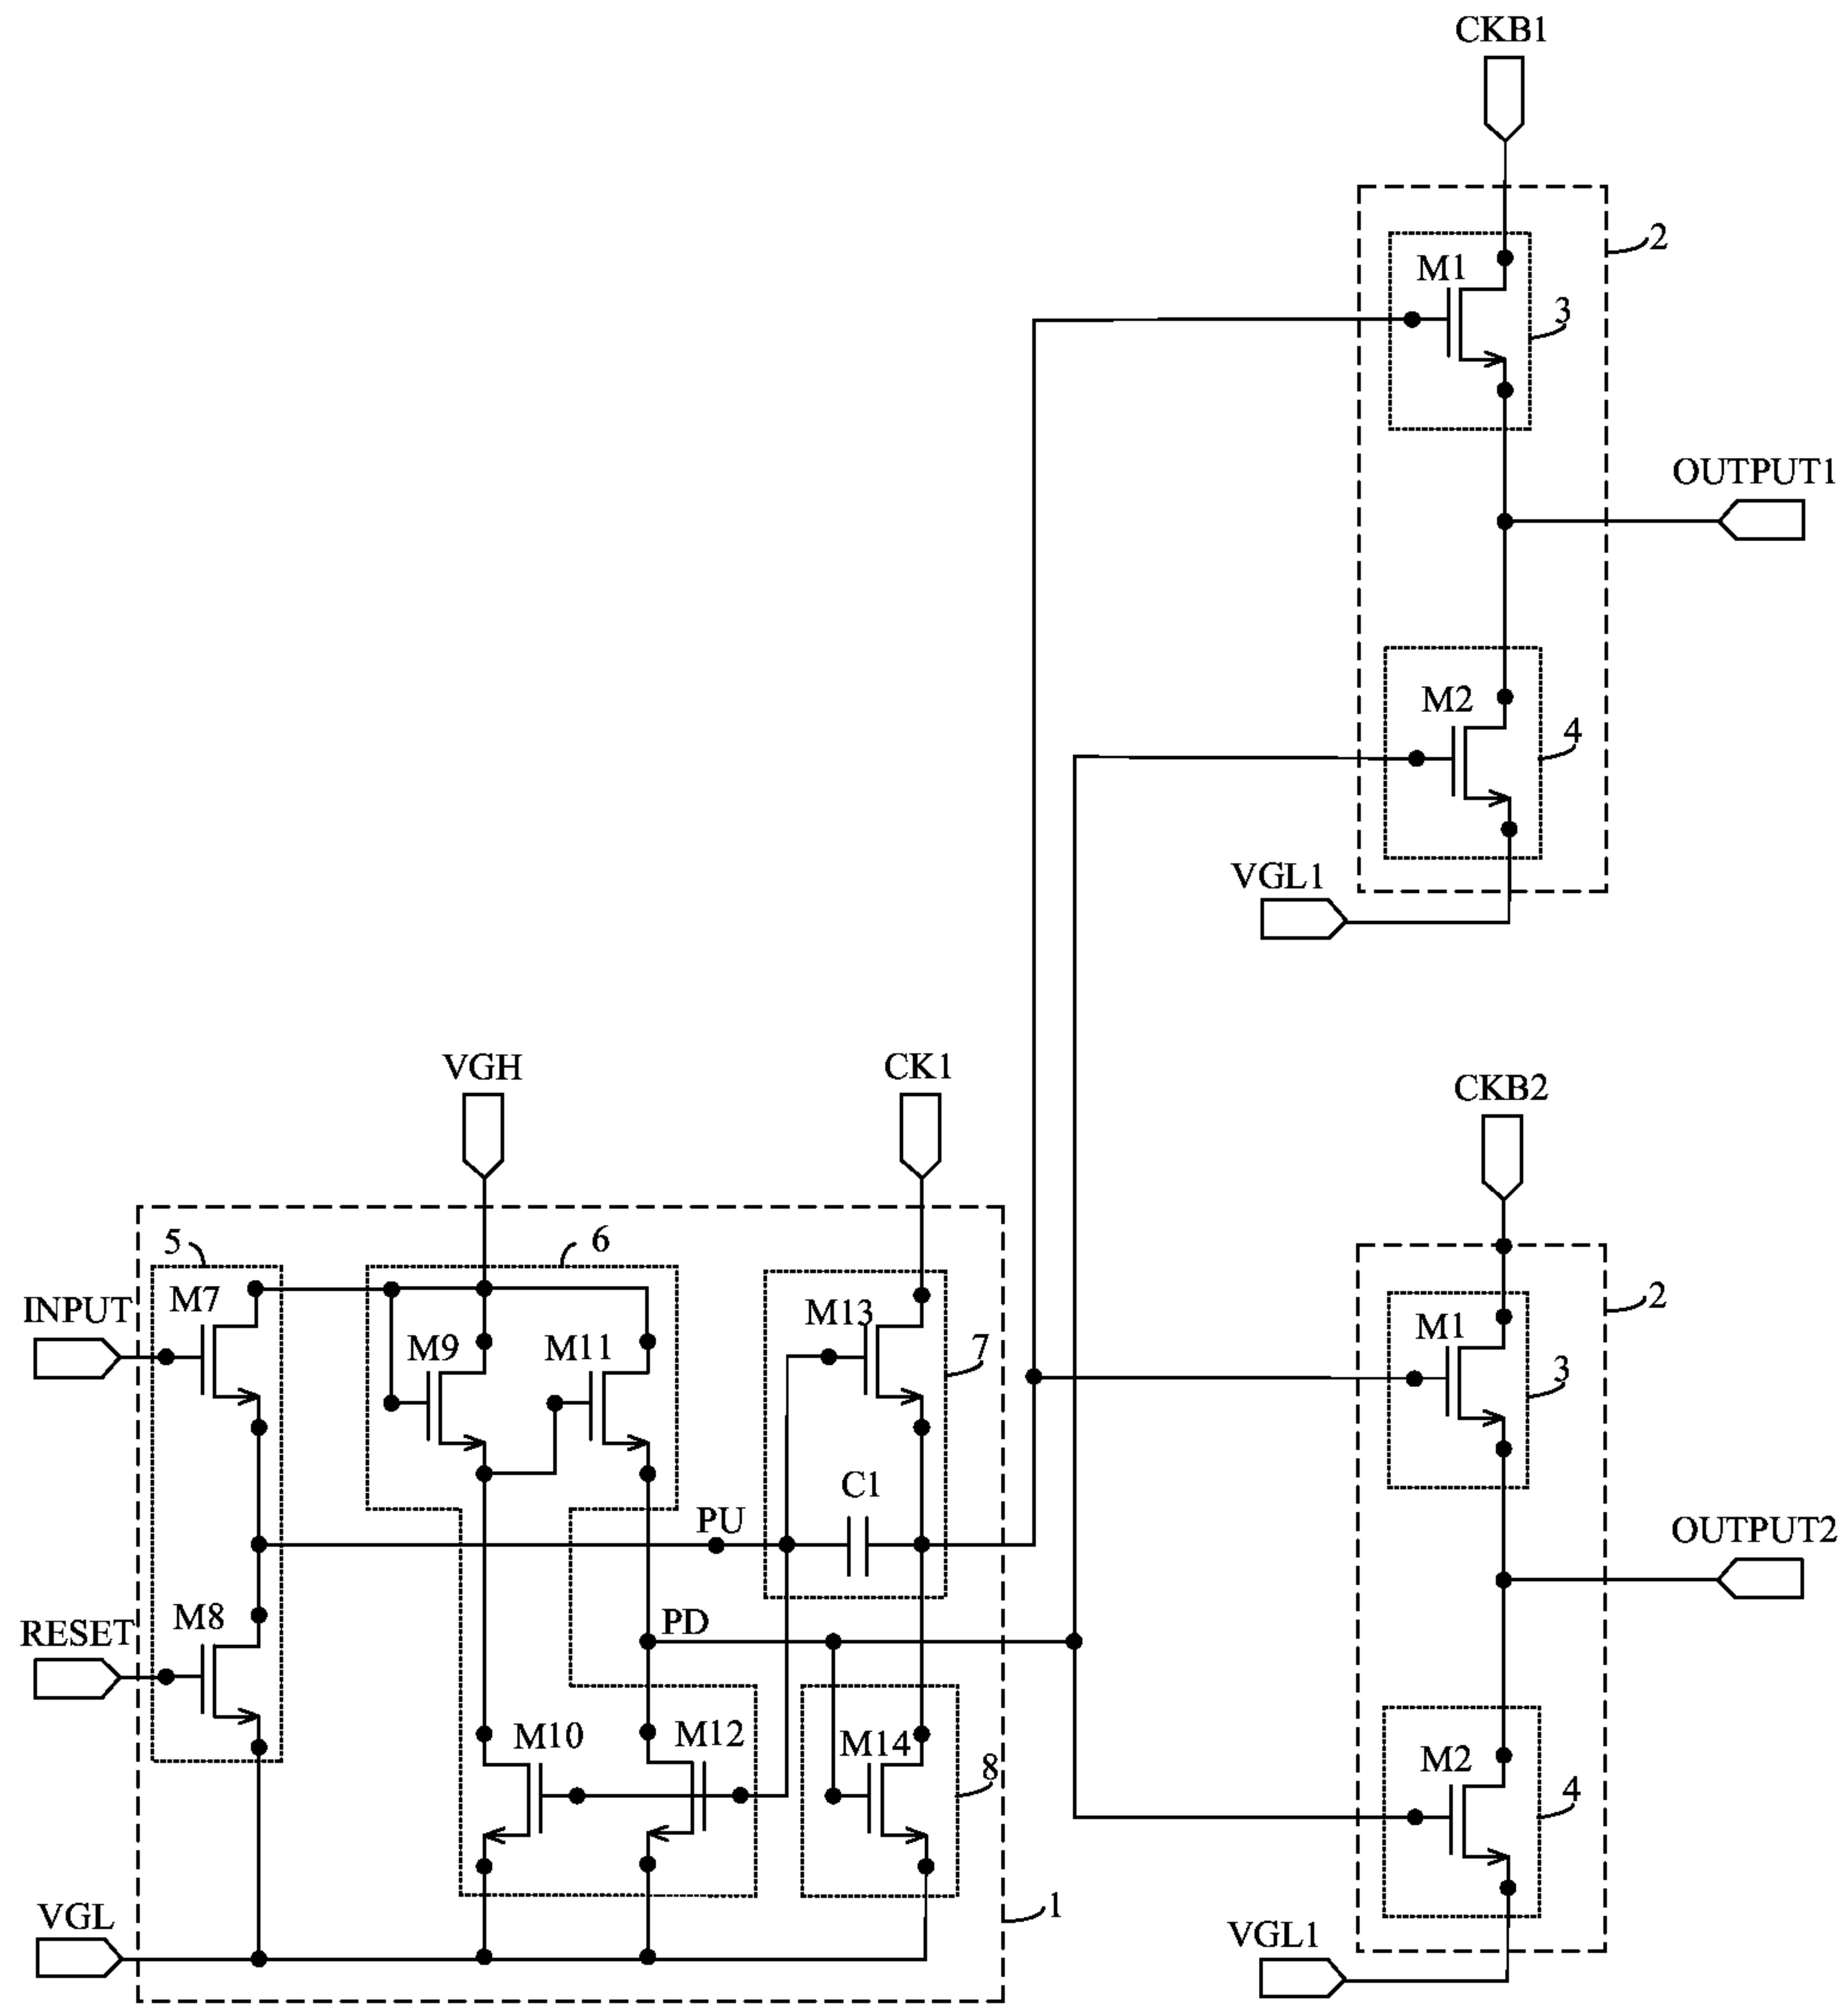 CKB1
2
M1
3
OUTPUT1
M2
4
VGL1
VGH
CK1
CKB2
5
6
2
INPUT
M7
M9
M11
M13
7
M1
3
C1
PU
OUTPUT2
RESET
M8
PD
M10
M12
M14
8
M2
4
VGL
1
VGL1